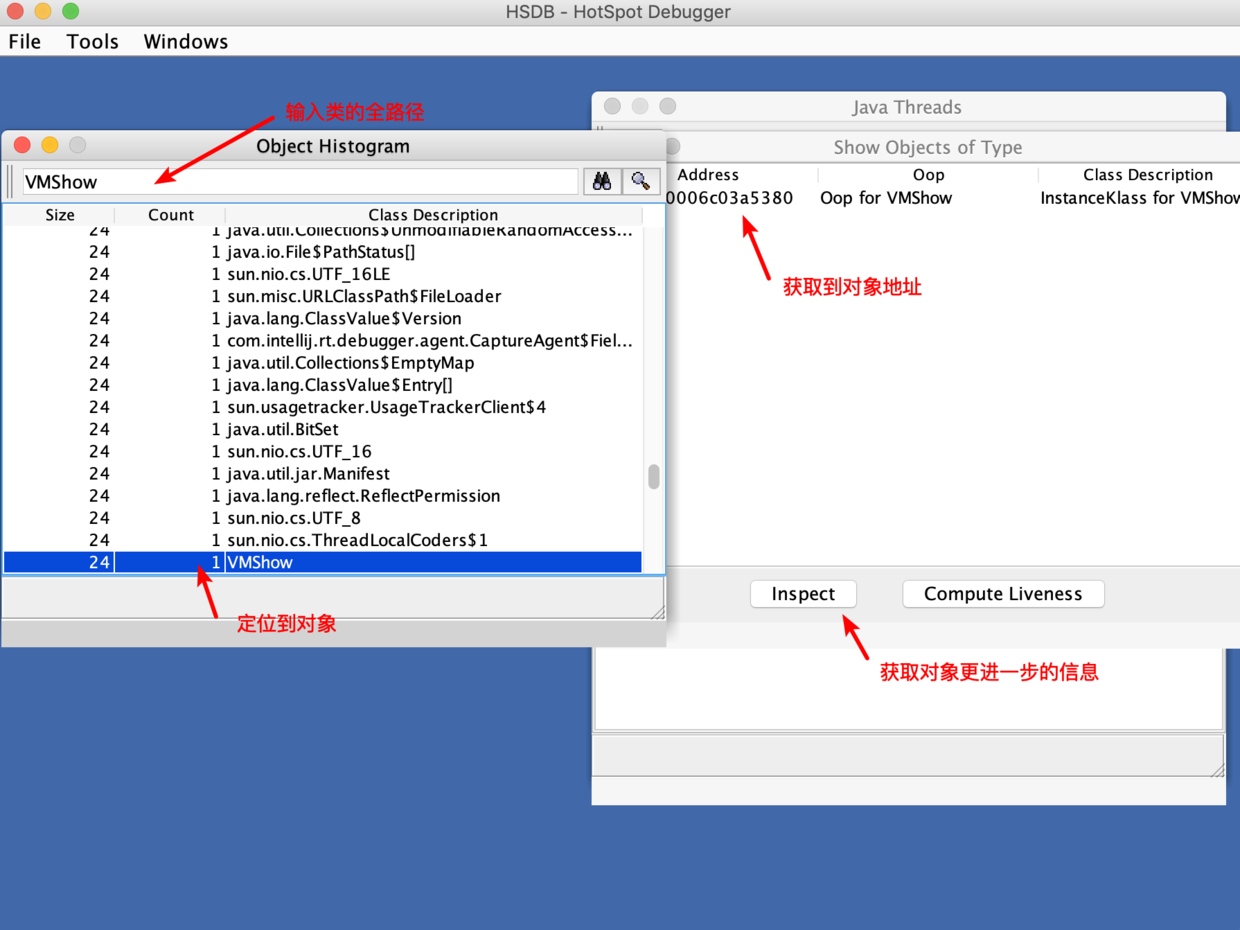 HSDB - HotSpot Debugger
File Tools Windows
输入类的全路径
Java Threads
Object Histogram
Show Objects of Type
VMShow
Address Oop Class Description
0006c03a5380 Oop for VMShow InstanceKlass for VMShow
Size Count Class Description
24 1 java.util.Collections$UnmodifiableRandomAccess...
24 1 java.io.File$PathStatus[]
24 1 sun.nio.cs.UTF_16LE
24 1 sun.misc.URLClassPath$FileLoader
24 1 java.lang.ClassValue$Version
24 1 com.intellij.rt.debugger.agent.CaptureAgent$Fiel...
24 1 java.util.Collections$EmptyMap
24 1 java.lang.ClassValue$Entry[]
24 1 sun.usagetracker.UsageTrackerClient$4
24 1 java.util.BitSet
24 1 sun.nio.cs.UTF_16
24 1 java.util.jar.Manifest
24 1 java.lang.reflect.ReflectPermission
24 1 sun.nio.cs.UTF_8
24 1 sun.nio.cs.ThreadLocalCoders$1
24 1 VMShow
获取到对象地址
Inspect Compute Liveness
定位到对象
获取对象更进一步的信息